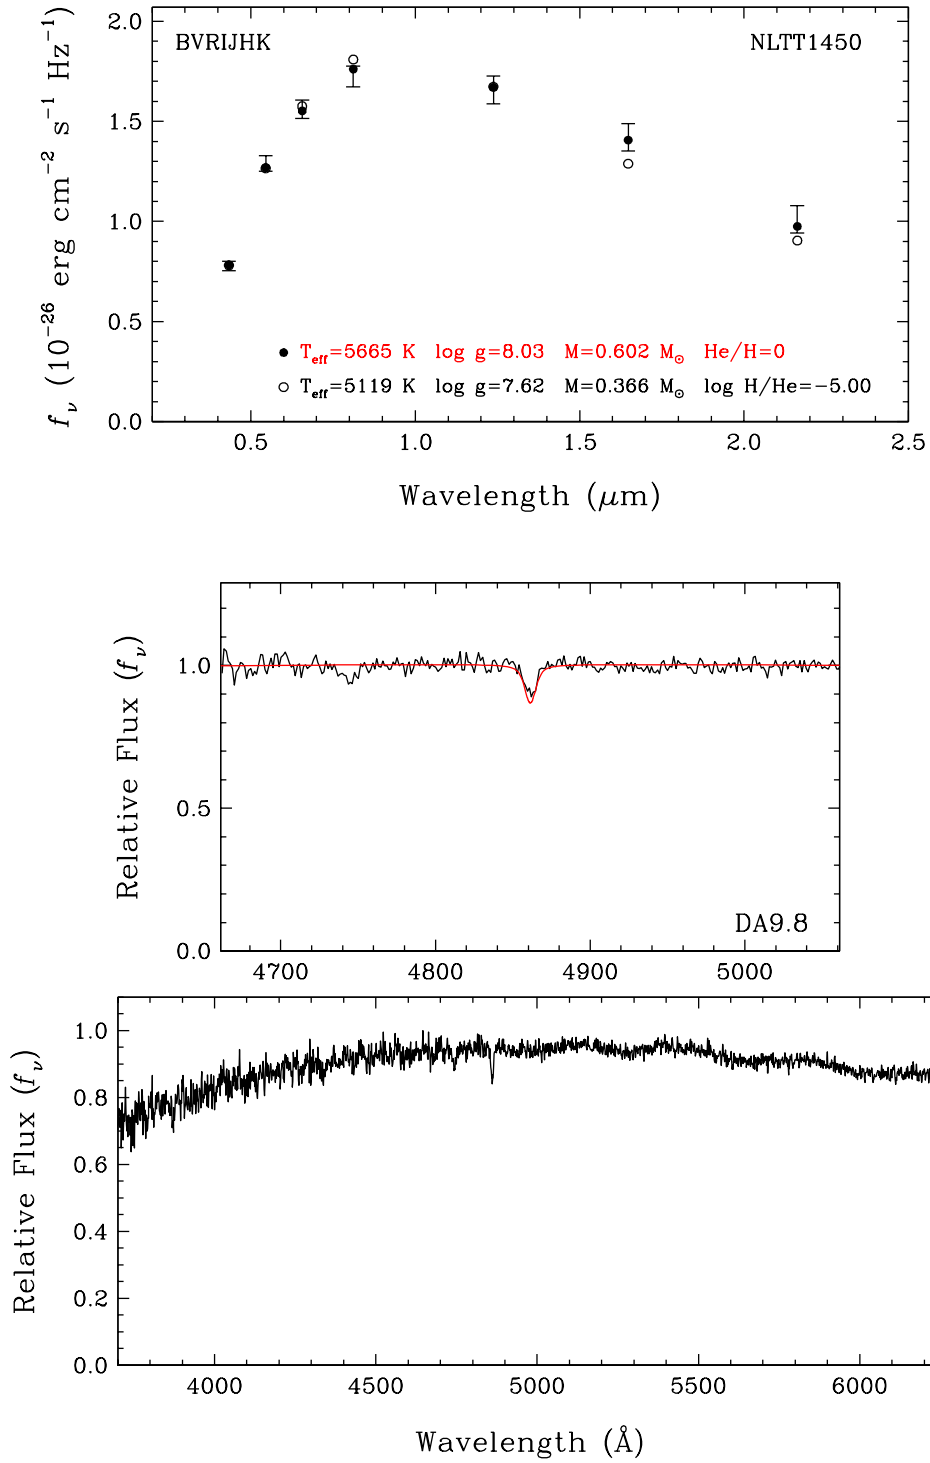 BVRIJHK NLTT1450
f_ν (10⁻²⁶ erg cm⁻² s⁻¹ Hz⁻¹)
2.0
1.5
1.0
0.5
0.0
T_eff=5665 K log g=8.03 M=0.602 M_⊙ He/H=0
T_eff=5119 K log g=7.62 M=0.366 M_⊙ log H/He=−5.00
0.5 1.0 1.5 2.0 2.5
Wavelength (μm)
Relative Flux (f_ν)
1.0
0.5
0.0
DA9.8
4700 4800 4900 5000
Relative Flux (f_ν)
1.0
0.8
0.6
0.4
0.2
0.0
4000 4500 5000 5500 6000
Wavelength (Å)